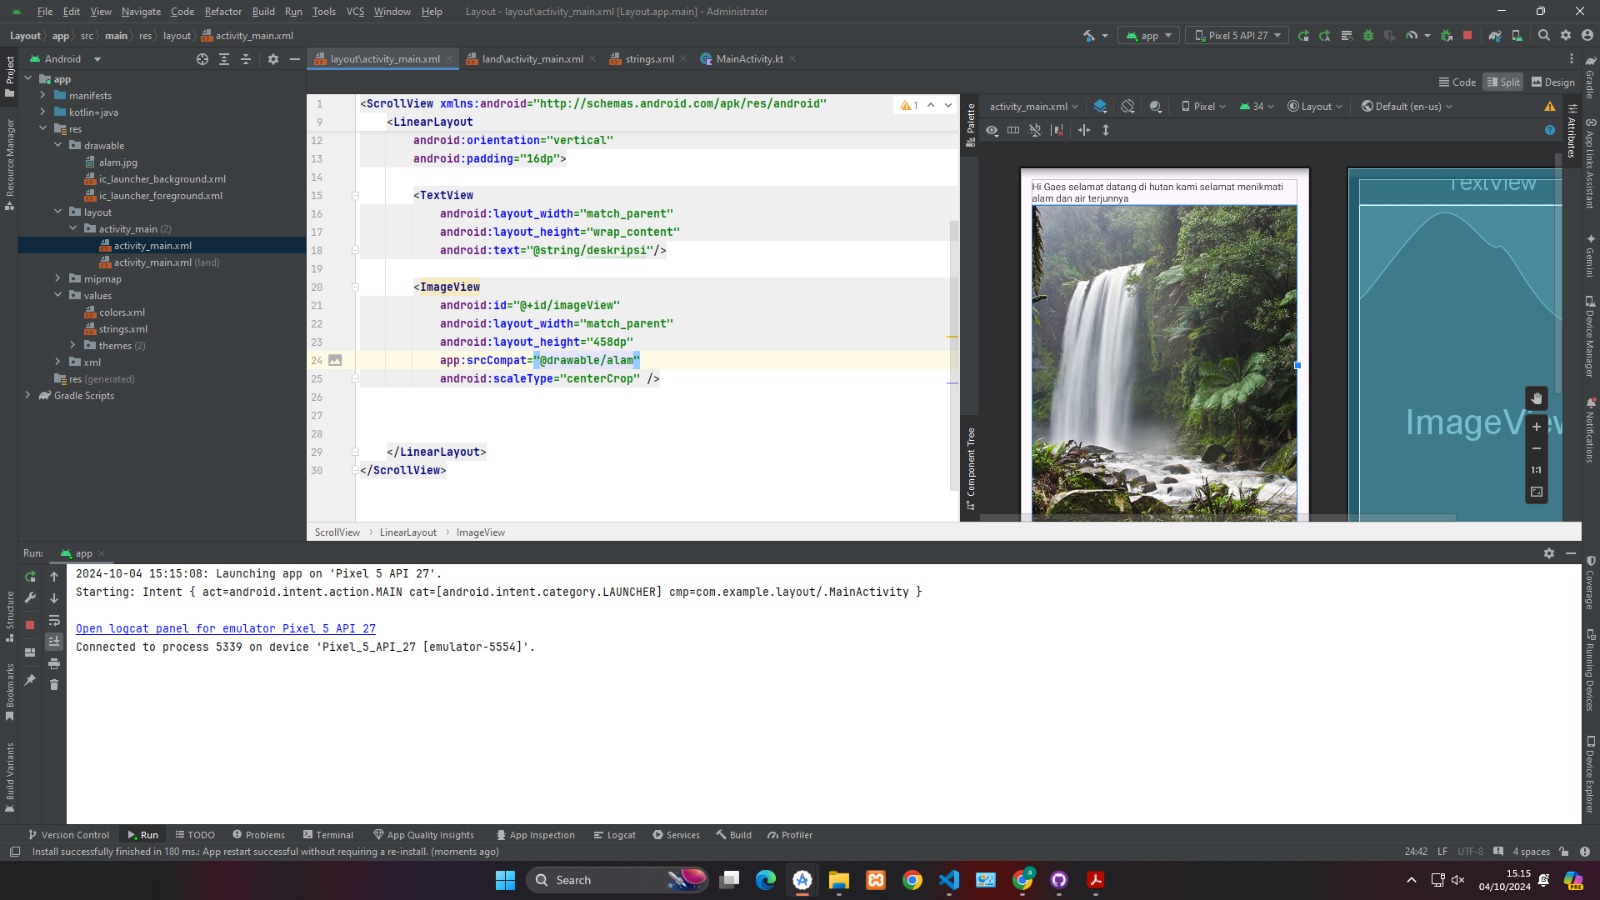 File Edit View Navigate Code Refactor Build Run Tools VCS Window Help Layout - layout\activity_main.xml [Layout.app.main] - Administrator
Layout app src main res layout activity_main.xml
app Pixel 5 API 27
Project
Resource Manager
Structure
Bookmarks
Build Variants
Android
app
manifests
kotlin+java
res
drawable
alam.jpg
ic_launcher_background.xml
ic_launcher_foreground.xml
layout
activity_main (2)
activity_main.xml
activity_main.xml (land)
mipmap
values
colors.xml
strings.xml
themes (2)
xml
res (generated)
Gradle Scripts
layout\activity_main.xml land\activity_main.xml strings.xml MainActivity.kt
Code Split Design
1 <ScrollView xmlns:android="http://schemas.android.com/apk/res/android"
1
9 <LinearLayout
12 android:orientation="vertical"
13 android:padding="16dp">
14
15 <TextView
16 android:layout_width="match_parent"
17 android:layout_height="wrap_content"
18 android:text="@string/deskripsi"/>
19
20 <ImageView
21 android:id="@+id/imageView"
22 android:layout_width="match_parent"
23 android:layout_height="458dp"
24 app:srcCompat="@drawable/alam"
25 android:scaleType="centerCrop" />
26
27
28
29 </LinearLayout>
30 </ScrollView>
ScrollView LinearLayout ImageView
Palette
Component Tree
activity_main.xml Pixel 34 Layout Default (en-us)
Hi Gaes selamat datang di hutan kami selamat menikmati
alam dan air terjunnya
TextView
ImageView
1:1
Attributes
Gradle
App Links Assistant
Gemini
Device Manager
Notifications
Coverage
Running Devices
Device Explorer
Run: app
2024-10-04 15:15:08: Launching app on 'Pixel 5 API 27'.
Starting: Intent { act=android.intent.action.MAIN cat=[android.intent.category.LAUNCHER] cmp=com.example.layout/.MainActivity }
Open logcat panel for emulator Pixel 5 API 27
Connected to process 5339 on device 'Pixel_5_API_27 [emulator-5554]'.
Version Control Run TODO Problems Terminal App Quality Insights App Inspection Logcat Services Build Profiler
Install successfully finished in 180 ms.: App restart successful without requiring a re-install. (moments ago) 24:42 LF UTF-8 4 spaces
Search
15.15
04/10/2024
PRE